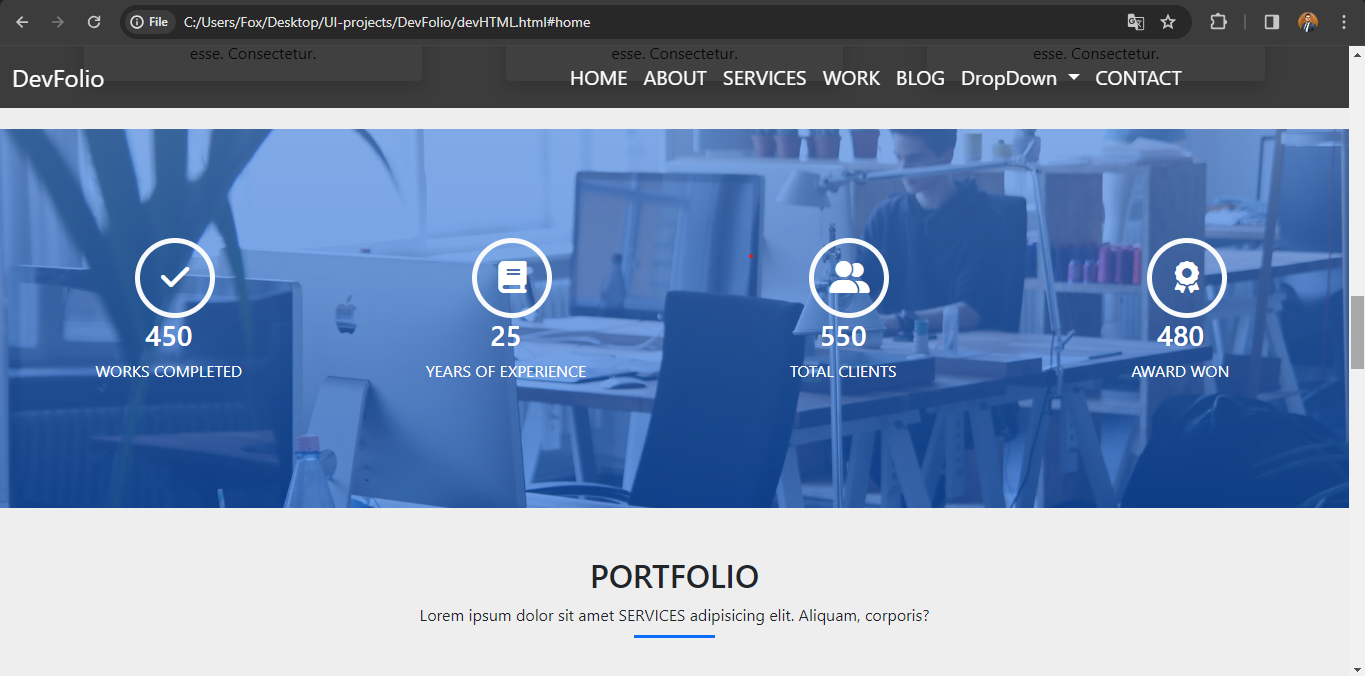 File C:/Users/Fox/Desktop/UI-projects/DevFolio/devHTML.html#home
esse. Consectetur. esse. Consectetur. esse. Consectetur.
DevFolio HOME ABOUT SERVICES WORK BLOG DropDown CONTACT
450 25 550 480
WORKS COMPLETED YEARS OF EXPERIENCE TOTAL CLIENTS AWARD WON
PORTFOLIO
Lorem ipsum dolor sit amet SERVICES adipisicing elit. Aliquam, corporis?